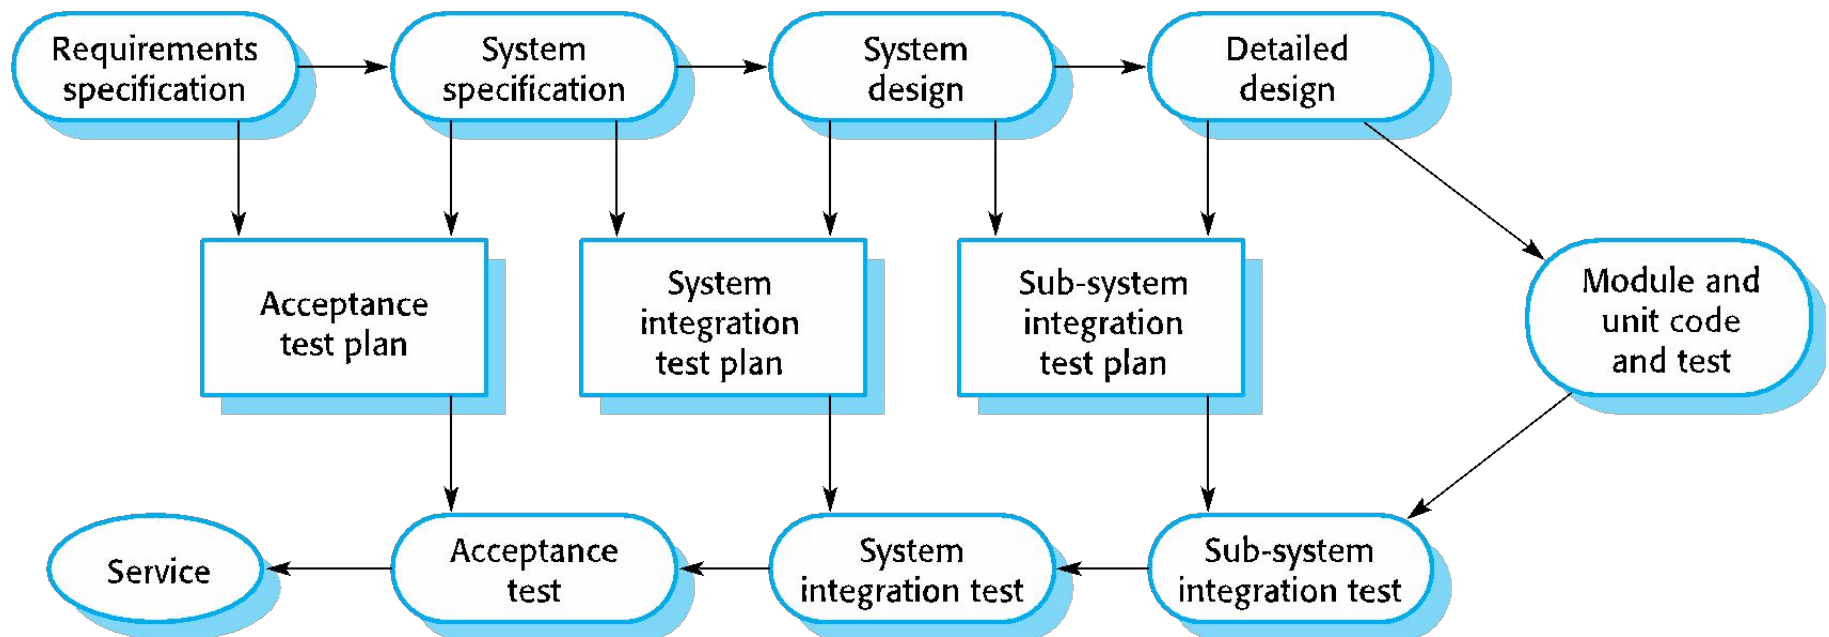 Requirements
specification
System
specification
System
design
Detailed
design
Acceptance
test plan
System
integration
test plan
Sub-system
integration
test plan
Module and
unit code
and test
Service
Acceptance
test
System
integration test
Sub-system
integration test